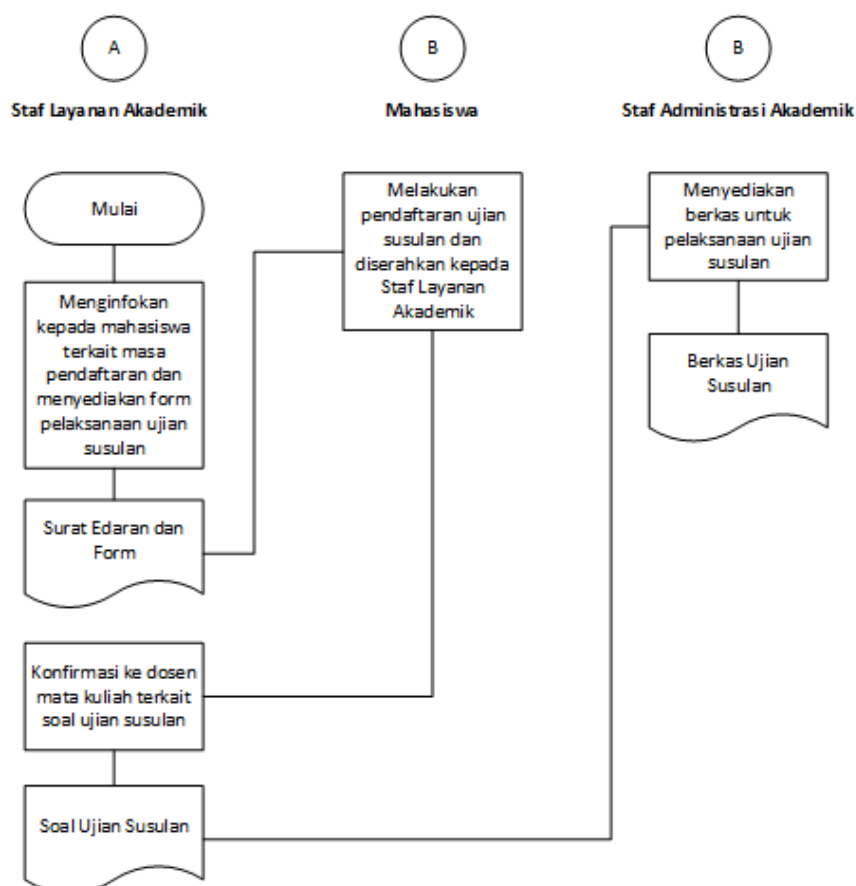 A
B
B
Staf Layanan Akademik
Mahasiswa
Staf Administrasi Akademik
Mulai
Menginfokan
kepada mahasiswa
terkait masa
pendaftaran dan
menyediakan form
pelaksanaan ujian
susulan
Surat Edaran dan
Form
Konfirmasi ke dosen
mata kuliah terkait
soal ujian susulan
Soal Ujian Susulan
Melakukan
pendaftaran ujian
susulan dan
diserahkan kepada
Staf Layanan
Akademik
Menyediakan
berkas untuk
pelaksanaan ujian
susulan
Berkas Ujian
Susulan